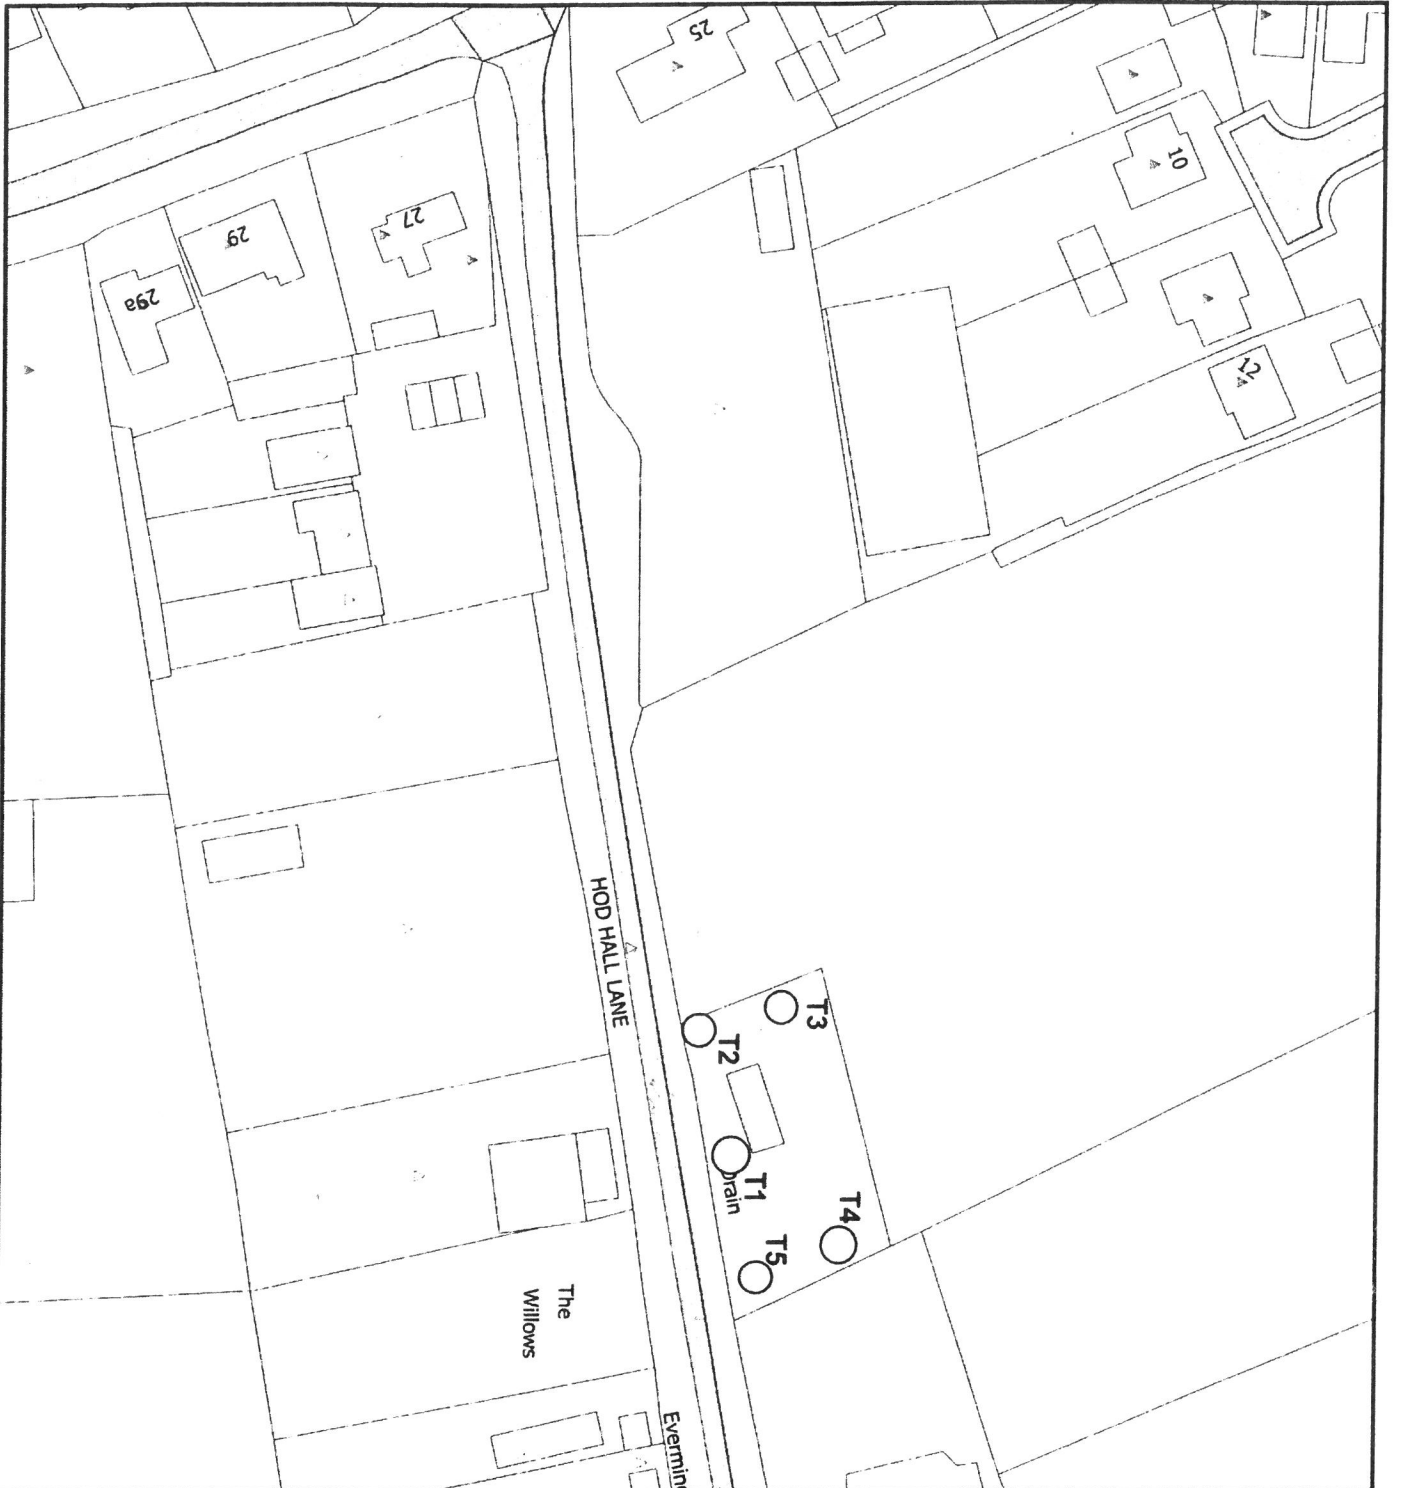 25
10
27
29
29a
12
HOD HALL LANE
T3
T2
T1
Drain
T4
T5
The
Willows
Evermin